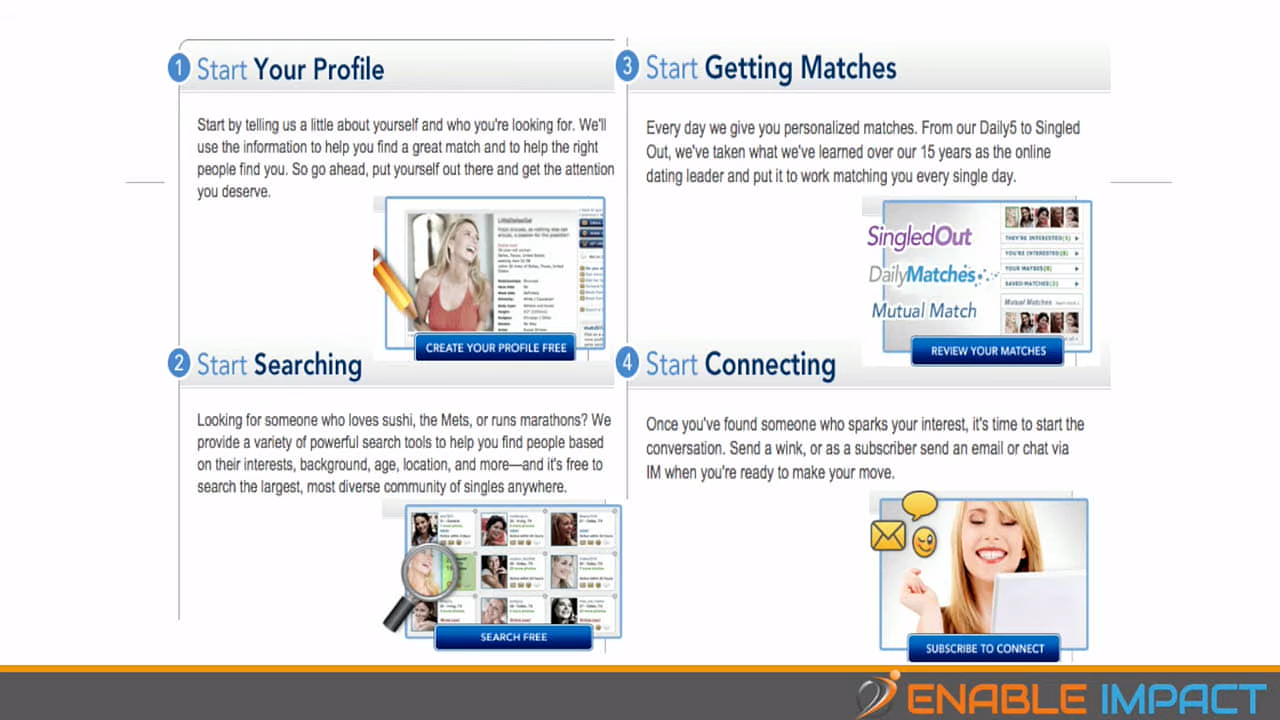 1 Start Your Profile
Start by telling us a little about yourself and who you're looking for. We'll
use the information to help you find a great match and to help the right
people find you. So go ahead, put yourself out there and get the attention
you deserve.
CREATE YOUR PROFILE FREE
2 Start Searching
Looking for someone who loves sushi, the Mets, or runs marathons? We
provide a variety of powerful search tools to help you find people based
on their interests, background, age, location, and more—and it's free to
search the largest, most diverse community of singles anywhere.
SEARCH FREE
3 Start Getting Matches
Every day we give you personalized matches. From our Daily5 to Singled
Out, we've taken what we've learned over our 15 years as the online
dating leader and put it to work matching you every single day.
SingledOut
DailyMatches
Mutual Match
THEY'RE INTERESTED
YOU'RE INTERESTED
YOUR MATCHES
SAVED MATCHES
Mutual Matches
REVIEW YOUR MATCHES
4 Start Connecting
Once you've found someone who sparks your interest, it's time to start the
conversation. Send a wink, or as a subscriber send an email or chat via
IM when you're ready to make your move.
SUBSCRIBE TO CONNECT
ENABLE IMPACT